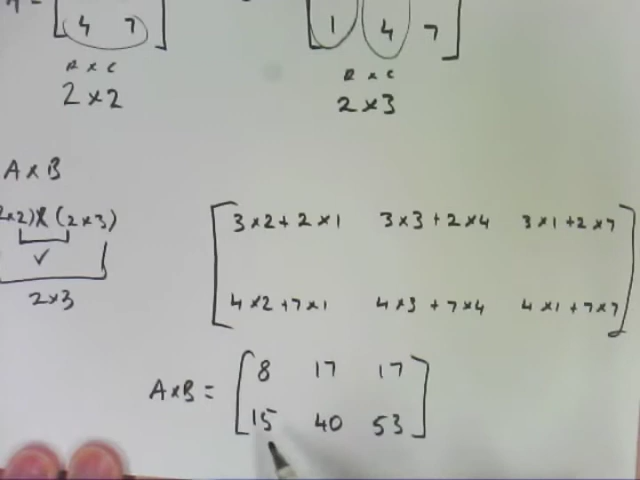 4 7 1 4 7
R × C R × C
2 × 2 2 × 3
A × B
2×2) X (2×3) 3×2 + 2×1 3×3 + 2×4 3×1 + 2×7
✓
2×3 4×2 + 7×1 4×3 + 7×4 4×1 + 7×7
8 17 17
A×B =
15 40 53